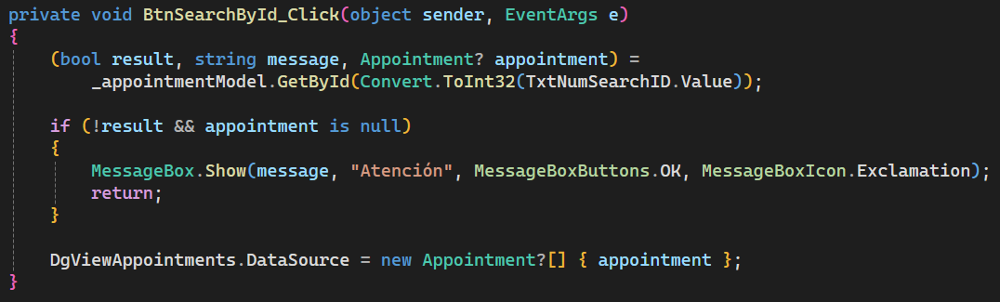 private void BtnSearchById_Click(object sender, EventArgs e)
{
    (bool result, string message, Appointment? appointment) =
        _appointmentModel.GetById(Convert.ToInt32(TxtNumSearchID.Value));

    if (!result && appointment is null)
    {
        MessageBox.Show(message, "Atención", MessageBoxButtons.OK, MessageBoxIcon.Exclamation);
        return;
    }

    DgViewAppointments.DataSource = new Appointment?[] { appointment };
}